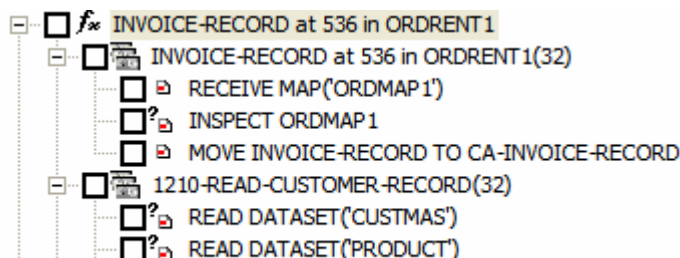 fx INVOICE-RECORD at 536 in ORDRENT1
INVOICE-RECORD at 536 in ORDRENT1(32)
RECEIVE MAP('ORDMAP1')
? INSPECT ORDMAP1
MOVE INVOICE-RECORD TO CA-INVOICE-RECORD
1210-READ-CUSTOMER-RECORD(32)
? READ DATASET('CUSTMAS')
? READ DATASET('PRODUCT')